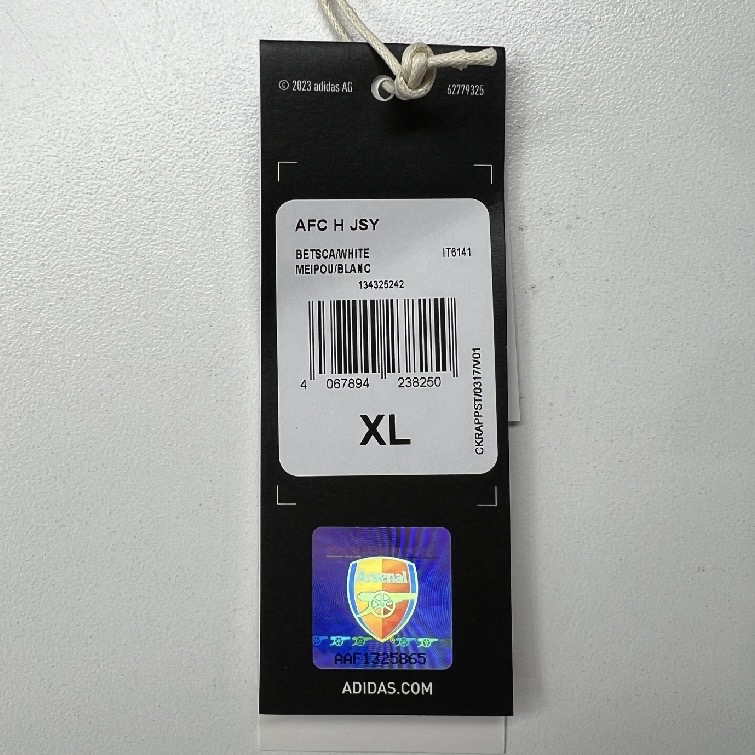 © 2023 adidas AG
62779325
AFC H JSY
BETSCA/WHITE
IT6141
MEIPOU/BLANC
134325242
4 067894 238250
CKRAPPST/0317/V01
XL
Arsenal
AAF1325865
ADIDAS.COM